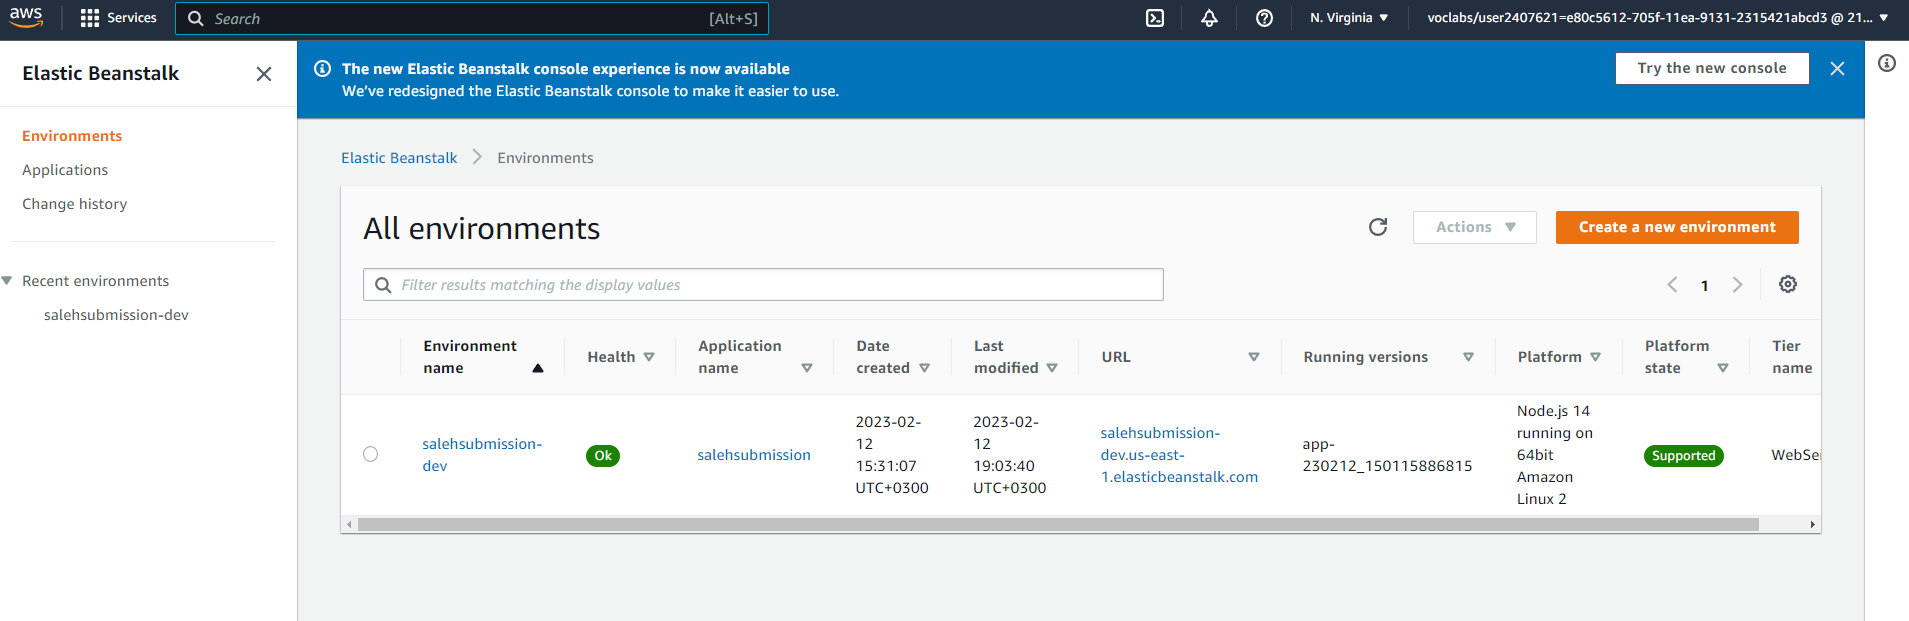 aws
Services
Search
[Alt+S]
N. Virginia
voclabs/user2407621=e80c5612-705f-11ea-9131-2315421abcd3 @ 21...
Elastic Beanstalk
Environments
Applications
Change history
Recent environments
salehsubmission-dev
The new Elastic Beanstalk console experience is now available
We've redesigned the Elastic Beanstalk console to make it easier to use.
Try the new console
Elastic Beanstalk
Environments
All environments
Actions
Create a new environment
Filter results matching the display values
1
Environment
name
Health
Application
name
Date
created
Last
modified
URL
Running versions
Platform
Platform
state
Tier
name
salehsubmission-
dev
Ok
salehsubmission
2023-02-
12
15:31:07
UTC+0300
2023-02-
12
19:03:40
UTC+0300
salehsubmission-
dev.us-east-
1.elasticbeanstalk.com
app-
230212_150115886815
Node.js 14
running on
64bit
Amazon
Linux 2
Supported
WebSe